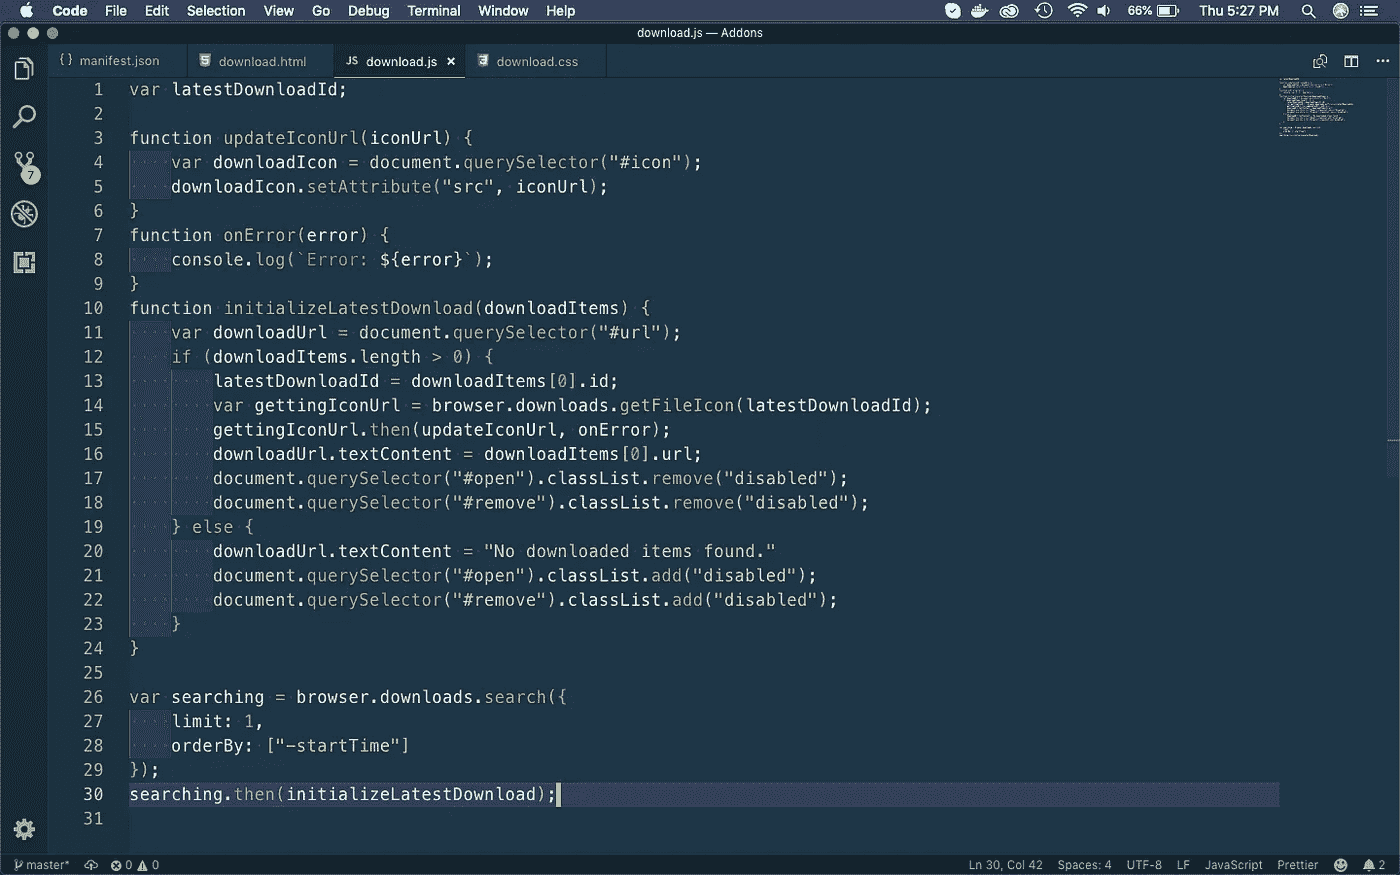 Code File Edit Selection View Go Debug Terminal Window Help 66% Thu 5:27 PM
download.js — Addons
{ } manifest.json download.html JS download.js × download.css
1 var latestDownloadId;
2
3 function updateIconUrl(iconUrl) {
4 var downloadIcon = document.querySelector("#icon");
5 downloadIcon.setAttribute("src", iconUrl);
6 }
7 function onError(error) {
8 console.log(`Error: ${error}`);
9 }
10 function initializeLatestDownload(downloadItems) {
11 var downloadUrl = document.querySelector("#url");
12 if (downloadItems.length > 0) {
13 latestDownloadId = downloadItems[0].id;
14 var gettingIconUrl = browser.downloads.getFileIcon(latestDownloadId);
15 gettingIconUrl.then(updateIconUrl, onError);
16 downloadUrl.textContent = downloadItems[0].url;
17 document.querySelector("#open").classList.remove("disabled");
18 document.querySelector("#remove").classList.remove("disabled");
19 } else {
20 downloadUrl.textContent = "No downloaded items found."
21 document.querySelector("#open").classList.add("disabled");
22 document.querySelector("#remove").classList.add("disabled");
23 }
24 }
25
26 var searching = browser.downloads.search({
27 limit: 1,
28 orderBy: ["-startTime"]
29 });
30 searching.then(initializeLatestDownload);
31
7
master* 0 0 Ln 30, Col 42 Spaces: 4 UTF-8 LF JavaScript Prettier 2